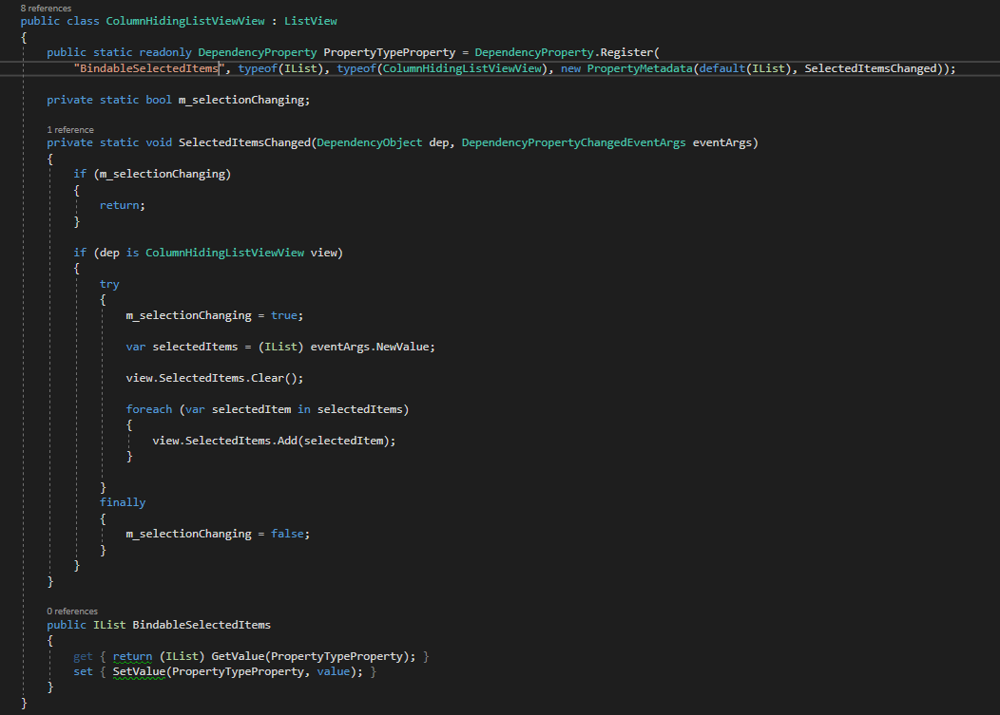 8 references
public class ColumnHidingListViewView : ListView
{
public static readonly DependencyProperty PropertyTypeProperty = DependencyProperty.Register(
"BindableSelectedItems", typeof(IList), typeof(ColumnHidingListViewView), new PropertyMetadata(default(IList), SelectedItemsChanged));
private static bool m_selectionChanging;
1 reference
private static void SelectedItemsChanged(DependencyObject dep, DependencyPropertyChangedEventArgs eventArgs)
{
if (m_selectionChanging)
{
return;
}
if (dep is ColumnHidingListViewView view)
{
try
{
m_selectionChanging = true;
var selectedItems = (IList) eventArgs.NewValue;
view.SelectedItems.Clear();
foreach (var selectedItem in selectedItems)
{
view.SelectedItems.Add(selectedItem);
}
}
finally
{
m_selectionChanging = false;
}
}
}
0 references
public IList BindableSelectedItems
{
get { return (IList) GetValue(PropertyTypeProperty); }
set { SetValue(PropertyTypeProperty, value); }
}
}